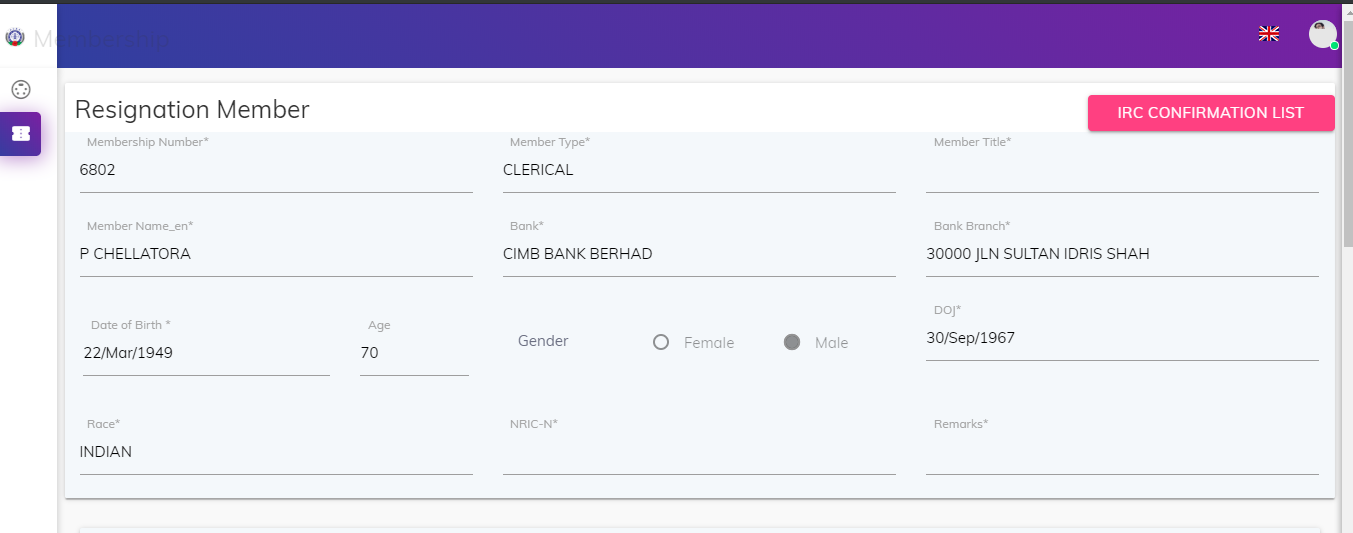 Membership
Resignation Member
IRC CONFIRMATION LIST
Membership Number*
6802
Member Type*
CLERICAL
Member Title*
Member Name_en*
P CHELLATORA
Bank*
CIMB BANK BERHAD
Bank Branch*
30000 JLN SULTAN IDRIS SHAH
Date of Birth *
22/Mar/1949
Age
70
Gender
Female
Male
DOJ*
30/Sep/1967
Race*
INDIAN
NRIC-N*
Remarks*